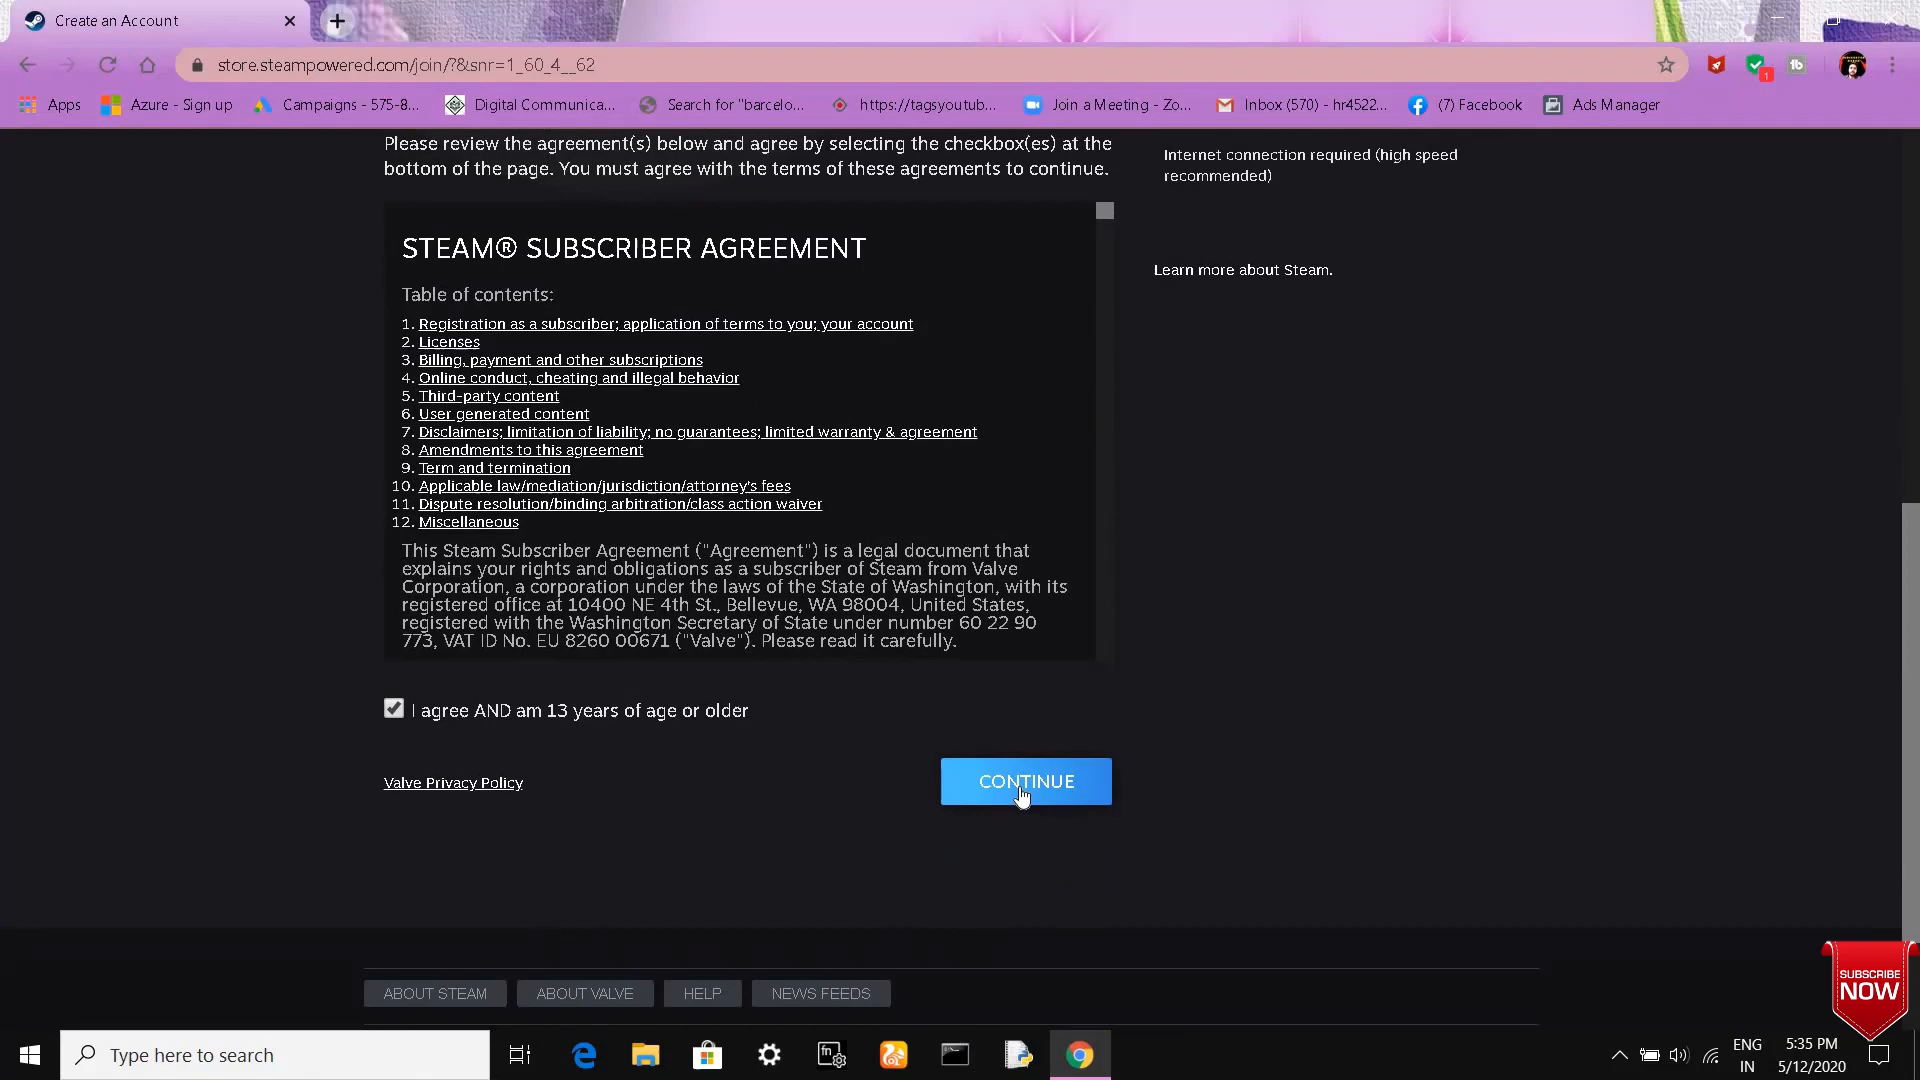 Create an Account
store.steampowered.com/join/?&snr=1_60_4__62
Apps
Azure - Sign up
Campaigns - 575-8...
Digital Communica...
Search for "barcelo...
https://tagsyoutub...
Join a Meeting - Zo...
Inbox (570) - hr4522...
(7) Facebook
Ads Manager
Please review the agreement(s) below and agree by selecting the checkbox(es) at the
bottom of the page. You must agree with the terms of these agreements to continue.
Internet connection required (high speed
recommended)
Learn more about Steam.
STEAM® SUBSCRIBER AGREEMENT
Table of contents:
1. Registration as a subscriber; application of terms to you; your account
2. Licenses
3. Billing, payment and other subscriptions
4. Online conduct, cheating and illegal behavior
5. Third-party content
6. User generated content
7. Disclaimers; limitation of liability; no guarantees; limited warranty & agreement
8. Amendments to this agreement
9. Term and termination
10. Applicable law/mediation/jurisdiction/attorney's fees
11. Dispute resolution/binding arbitration/class action waiver
12. Miscellaneous
This Steam Subscriber Agreement ("Agreement") is a legal document that
explains your rights and obligations as a subscriber of Steam from Valve
Corporation, a corporation under the laws of the State of Washington, with its
registered office at 10400 NE 4th St., Bellevue, WA 98004, United States,
registered with the Washington Secretary of State under number 60 22 90
773, VAT ID No. EU 8260 00671 ("Valve"). Please read it carefully.
I agree AND am 13 years of age or older
Valve Privacy Policy
CONTINUE
ABOUT STEAM
ABOUT VALVE
HELP
NEWS FEEDS
SUBSCRIBE
NOW
Type here to search
ENG
IN
5:35 PM
5/12/2020